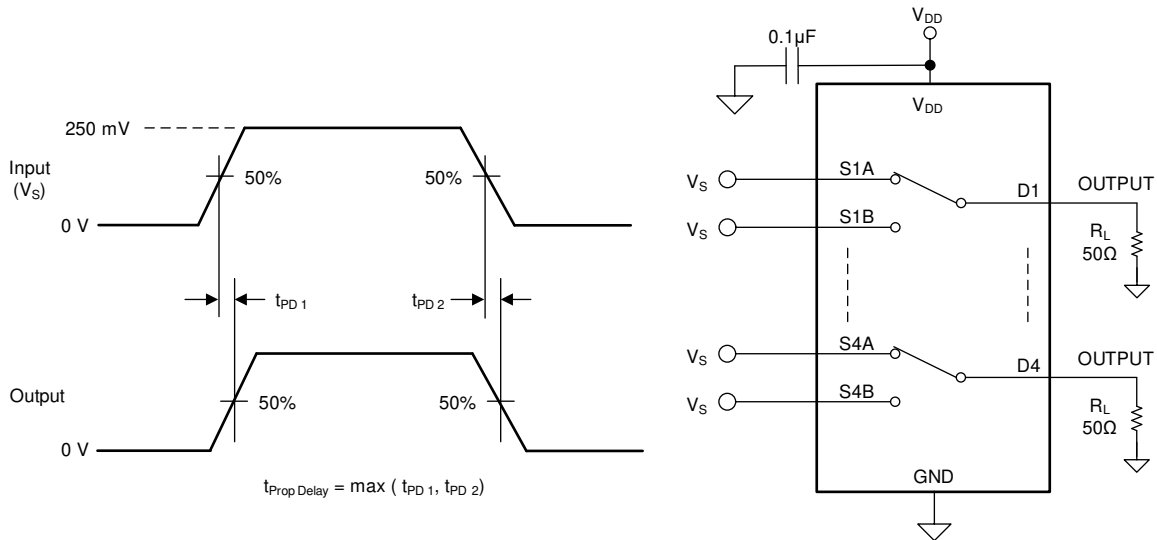 250 mV
Input
(VS)
50%
50%
0 V
tPD 1
tPD 2
Output
50%
50%
0 V
tProp Delay = max ( tPD 1, tPD 2)
VDD
0.1µF
VDD
VS
S1A
D1
OUTPUT
VS
S1B
RL
50Ω
VS
S4A
D4
OUTPUT
VS
S4B
RL
50Ω
GND